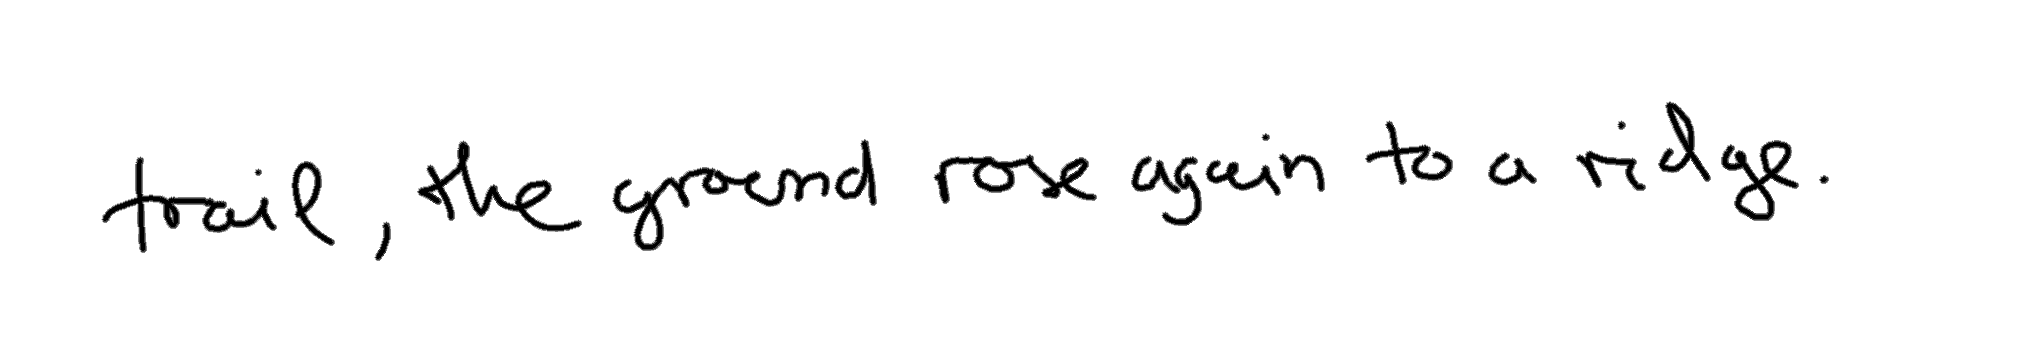 trail, the ground rose again to a ridge.